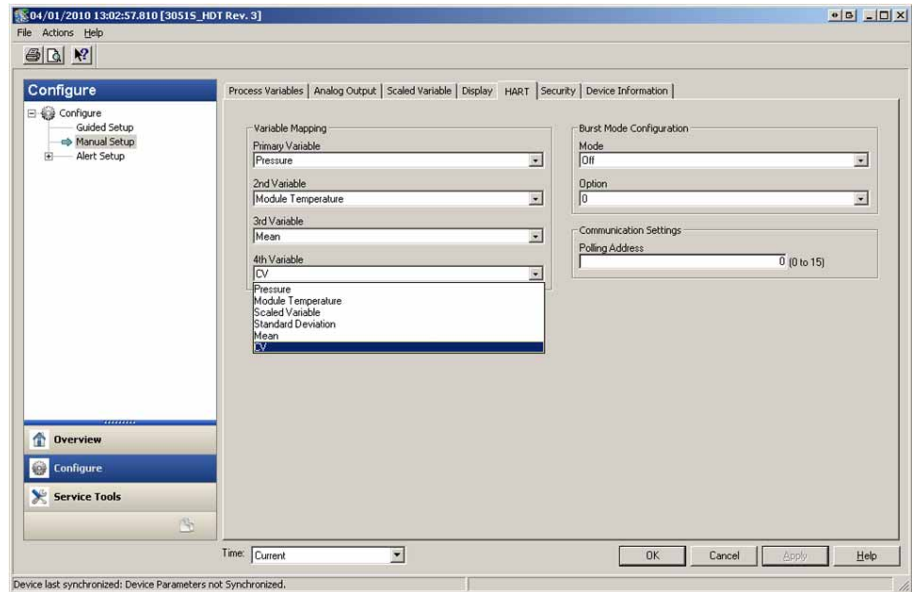 04/01/2010 13:02:57.810 [3051S_HDT Rev. 3]
File Actions Help
Configure
Configure
Guided Setup
Manual Setup
Alert Setup
Overview
Configure
Service Tools
Process Variables Analog Output Scaled Variable Display HART Security Device Information
Variable Mapping
Primary Variable
Pressure
2nd Variable
Module Temperature
3rd Variable
Mean
4th Variable
CV
Pressure
Module Temperature
Scaled Variable
Standard Deviation
Mean
CV
Burst Mode Configuration
Mode
Off
Option
0
Communication Settings
Polling Address
0 (0 to 15)
Time: Current
OK Cancel Apply Help
Device last synchronized: Device Parameters not Synchronized.